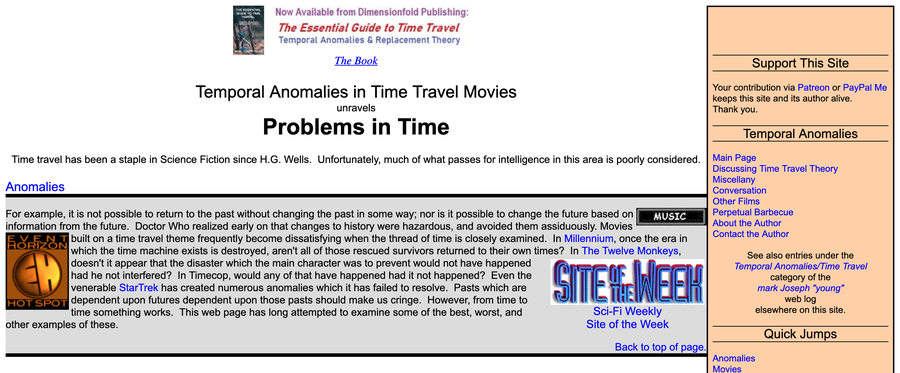 Now Available from Dimensionfold Publishing:
The Essential Guide to Time Travel
Temporal Anomalies & Replacement Theory
The Book
Temporal Anomalies in Time Travel Movies
unravels
Problems in Time
Time travel has been a staple in Science Fiction since H.G. Wells.  Unfortunately, much of what passes for intelligence in this area is poorly considered.
Anomalies
For example, it is not possible to return to the past without changing the past in some way; nor is it possible to change the future based on
information from the future.  Doctor Who realized early on that changes to history were hazardous, and avoided them assiduously.  Movies
built on a time travel theme frequently become dissatisfying when the thread of time is closely examined.  In Millennium, once the era in
which the time machine exists is destroyed, aren't all of those rescued survivors returned to their own times?  In The Twelve Monkeys,
doesn't it appear that the disaster which the main character was to prevent would not have happened
had he not interfered?  In Timecop, would any of that have happened had it not happened?  Even the
venerable StarTrek has created numerous anomalies which it has failed to resolve.  Pasts which are
dependent upon futures dependent upon those pasts should make us cringe.  However, from time to
time something works.  This web page has long attempted to examine some of the best, worst, and
other examples of these.
MUSIC
EVENT
HORIZON
HOT SPOT
SITE OF THE WEEK
Sci-Fi Weekly
Site of the Week
Back to top of page.
Support This Site
Your contribution via Patreon or PayPal Me
keeps this site and its author alive.
Thank you.
Temporal Anomalies
Main Page
Discussing Time Travel Theory
Miscellany
Conversation
Other Films
Perpetual Barbecue
About the Author
Contact the Author
See also entries under the
Temporal Anomalies/Time Travel
category of the
mark Joseph "young"
web log
elsewhere on this site.
Quick Jumps
Anomalies
Movies